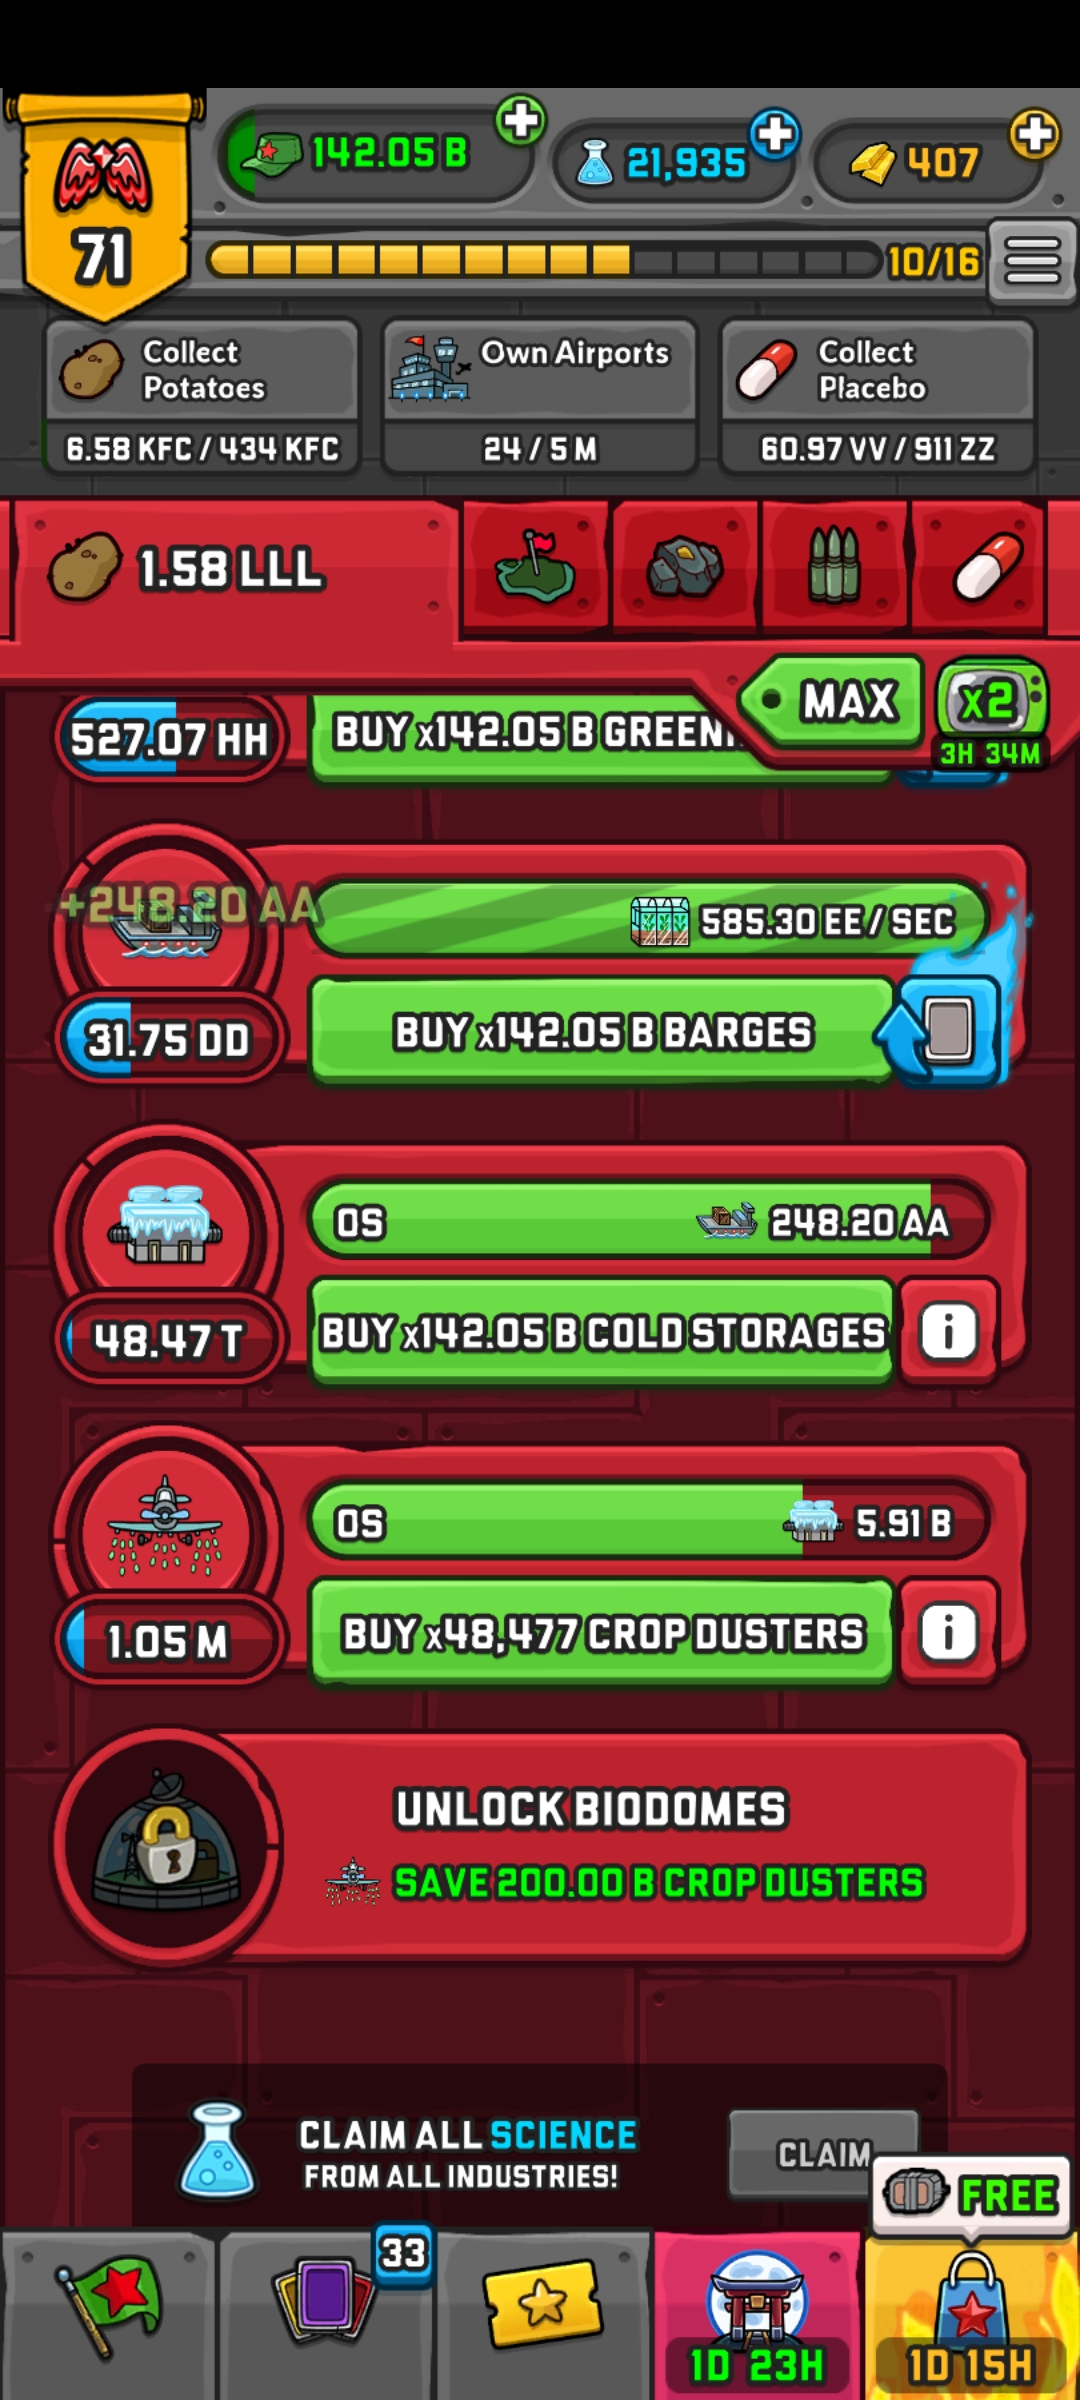 142.05 B
21,935
407
71
10/16
Collect
Potatoes
6.58 KFC / 434 KFC
Own Airports
24 / 5 M
Collect
Placebo
60.97 VV / 911 ZZ
1.58 LLL
MAX
x2
3H 34M
527.07 HH
BUY x142.05 B
+248.20 AA
585.30 EE / SEC
31.75 DD
BUY x142.05 B BARGES
0S
248.20 AA
48.47 T
BUY x142.05 B COLD STORAGES
i
0S
5.91 B
1.05 M
BUY x48,477 CROP DUSTERS
i
UNLOCK BIODOMES
SAVE 200.00 B CROP DUSTERS
CLAIM ALL SCIENCE
FROM ALL INDUSTRIES!
CLAIM
FREE
33
1D 23H
1D 15H